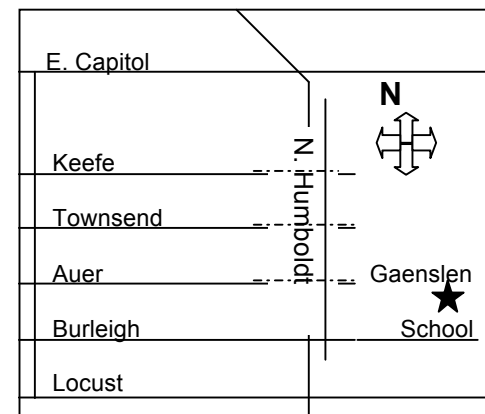 E. Capitol
N
Keefe
N. Humboldt
Townsend
Auer
Gaenslen
Burleigh
School
Locust